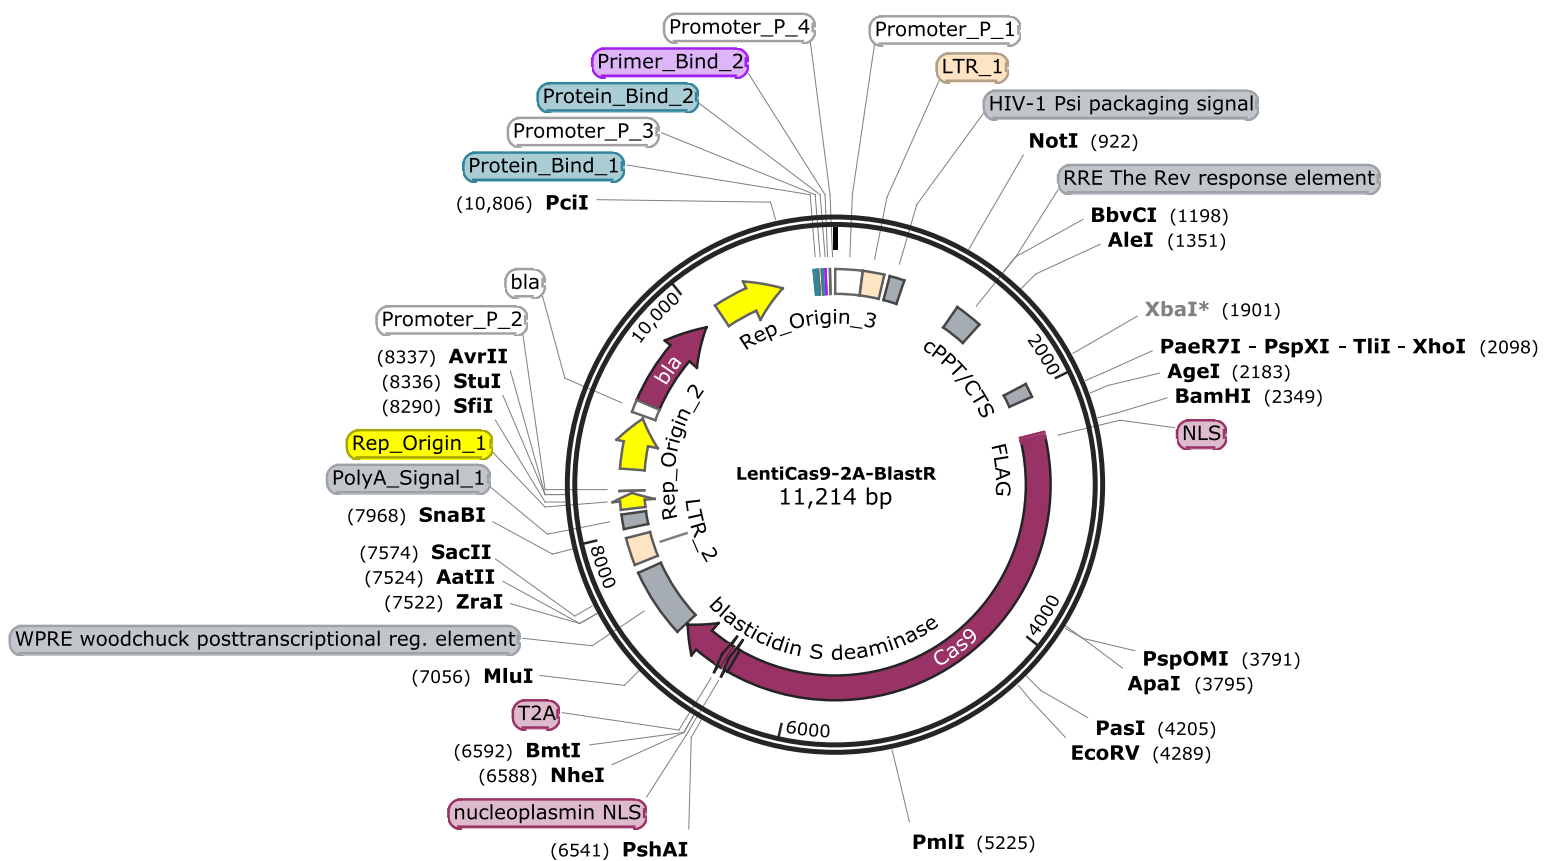 Promoter_P_4
Promoter_P_1
Primer_Bind_2
LTR_1
Protein_Bind_2
HIV-1 Psi packaging signal
Promoter_P_3
NotI (922)
Protein_Bind_1
RRE The Rev response element
(10,806) PciI
BbvCI (1198)
AleI (1351)
bla
XbaI* (1901)
Promoter_P_2
PaeR7I - PspXI - TliI - XhoI (2098)
(8337) AvrII
AgeI (2183)
(8336) StuI
BamHI (2349)
(8290) SfiI
NLS
Rep_Origin_1
PolyA_Signal_1
(7968) SnaBI
(7574) SacII
(7524) AatII
(7522) ZraI
WPRE woodchuck posttranscriptional reg. element
(7056) MluI
T2A
(6592) BmtI
(6588) NheI
nucleoplasmin NLS
(6541) PshAI
PspOMI (3791)
ApaI (3795)
PasI (4205)
EcoRV (4289)
PmlI (5225)
2000
4000
6000
8000
10,000
Rep_Origin_3
cPPT/CTS
FLAG
Cas9
blasticidin S deaminase
LTR_2
Rep_Origin_2
bla
LentiCas9-2A-BlastR
11,214 bp